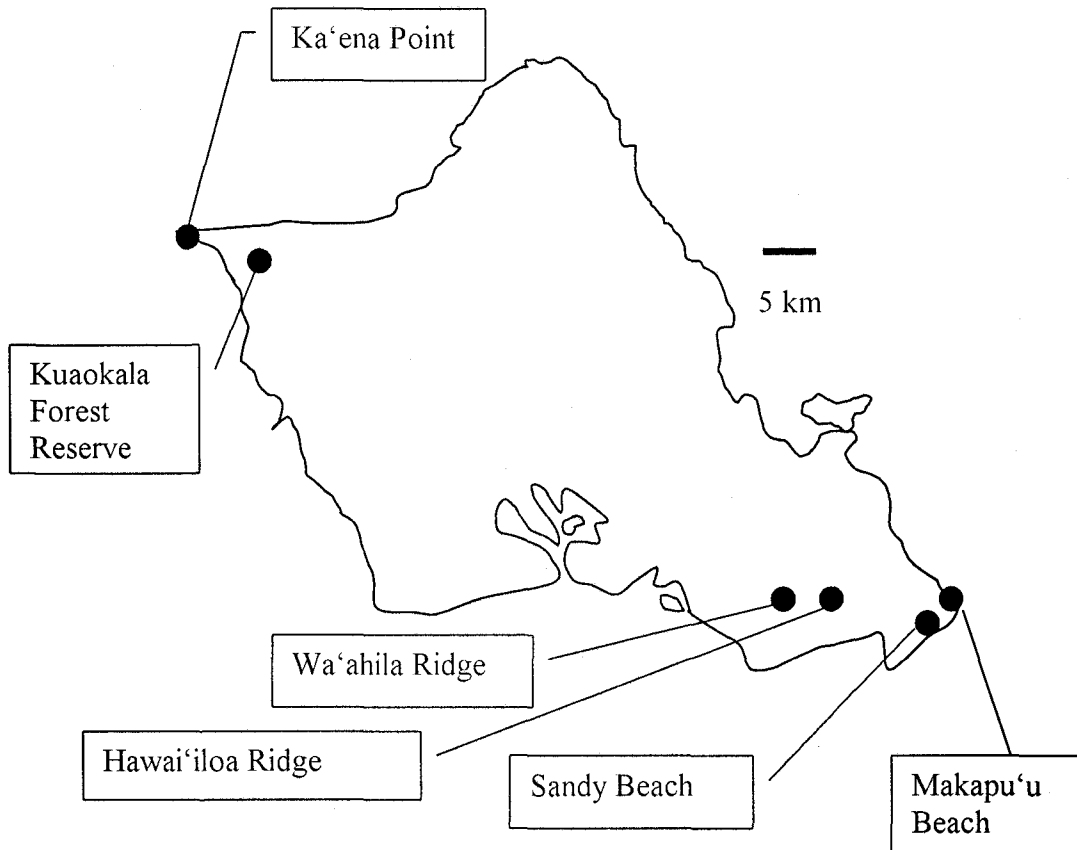 Ka‘ena Point
5 km
Kuaokala
Forest
Reserve
Wa‘ahila Ridge
Hawai‘iloa Ridge
Sandy Beach
Makapu‘u
Beach